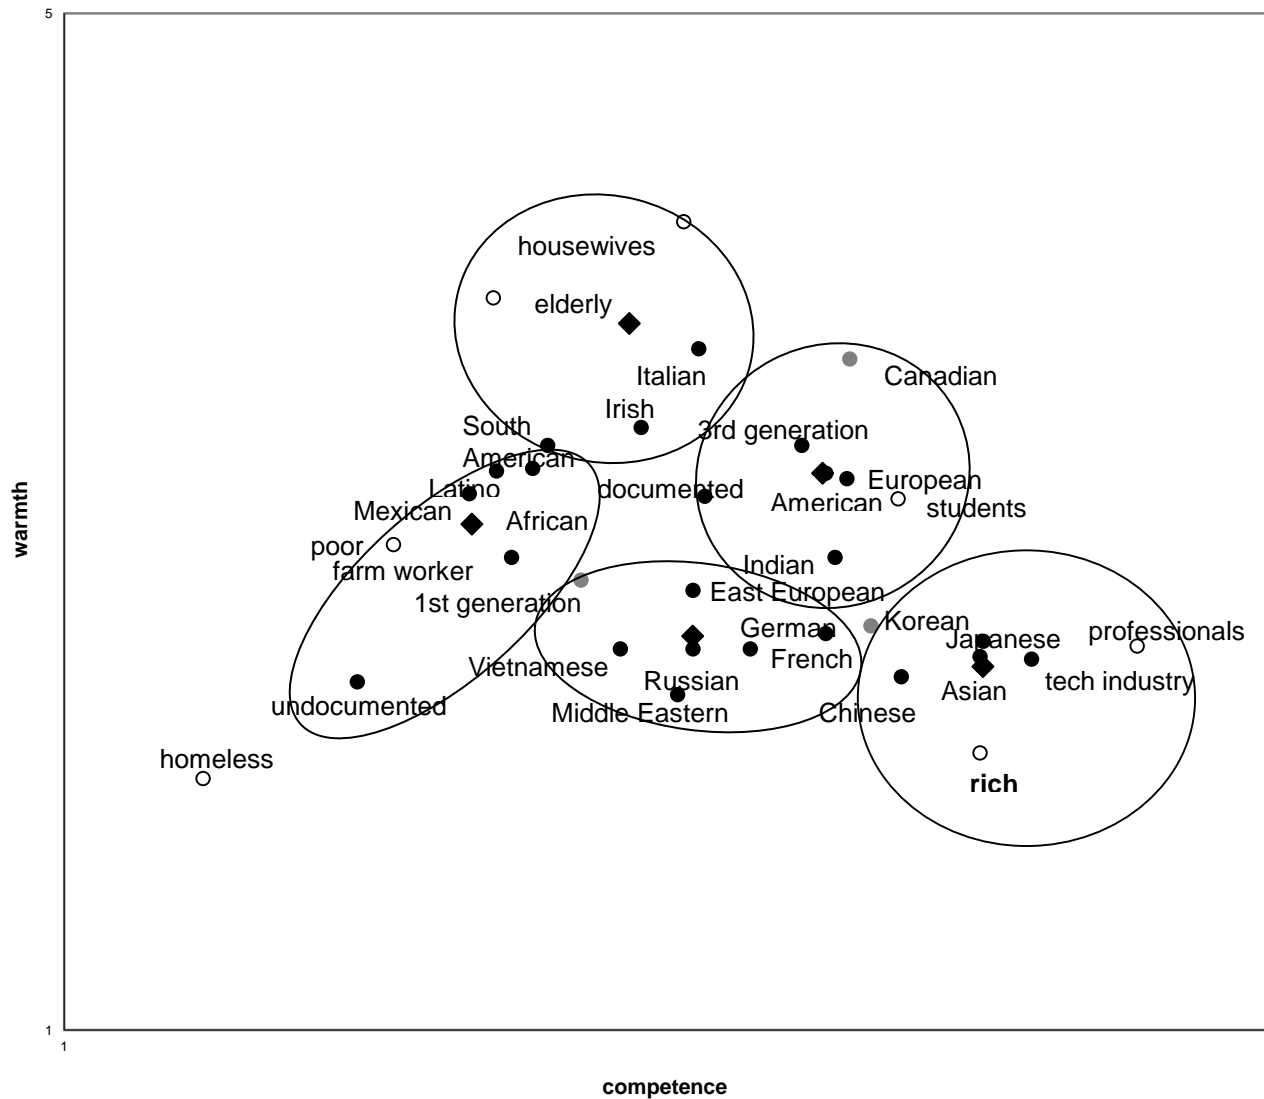 5
housewives
elderly
Italian
Canadian
Irish
South
American
3rd generation
Latino
documented
European
American
students
Mexican
African
warmth
poor
farm worker
Indian
East European
1st generation
Korean
German
Japanese
professionals
French
Vietnamese
Russian
Asian
tech industry
undocumented
Middle Eastern
Chinese
homeless
rich
1
1
competence